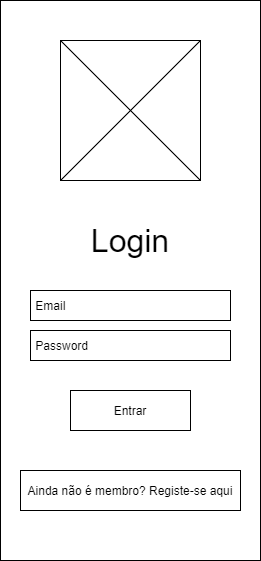 Login
Email
Password
Entrar
Ainda não é membro? Registe-se aqui